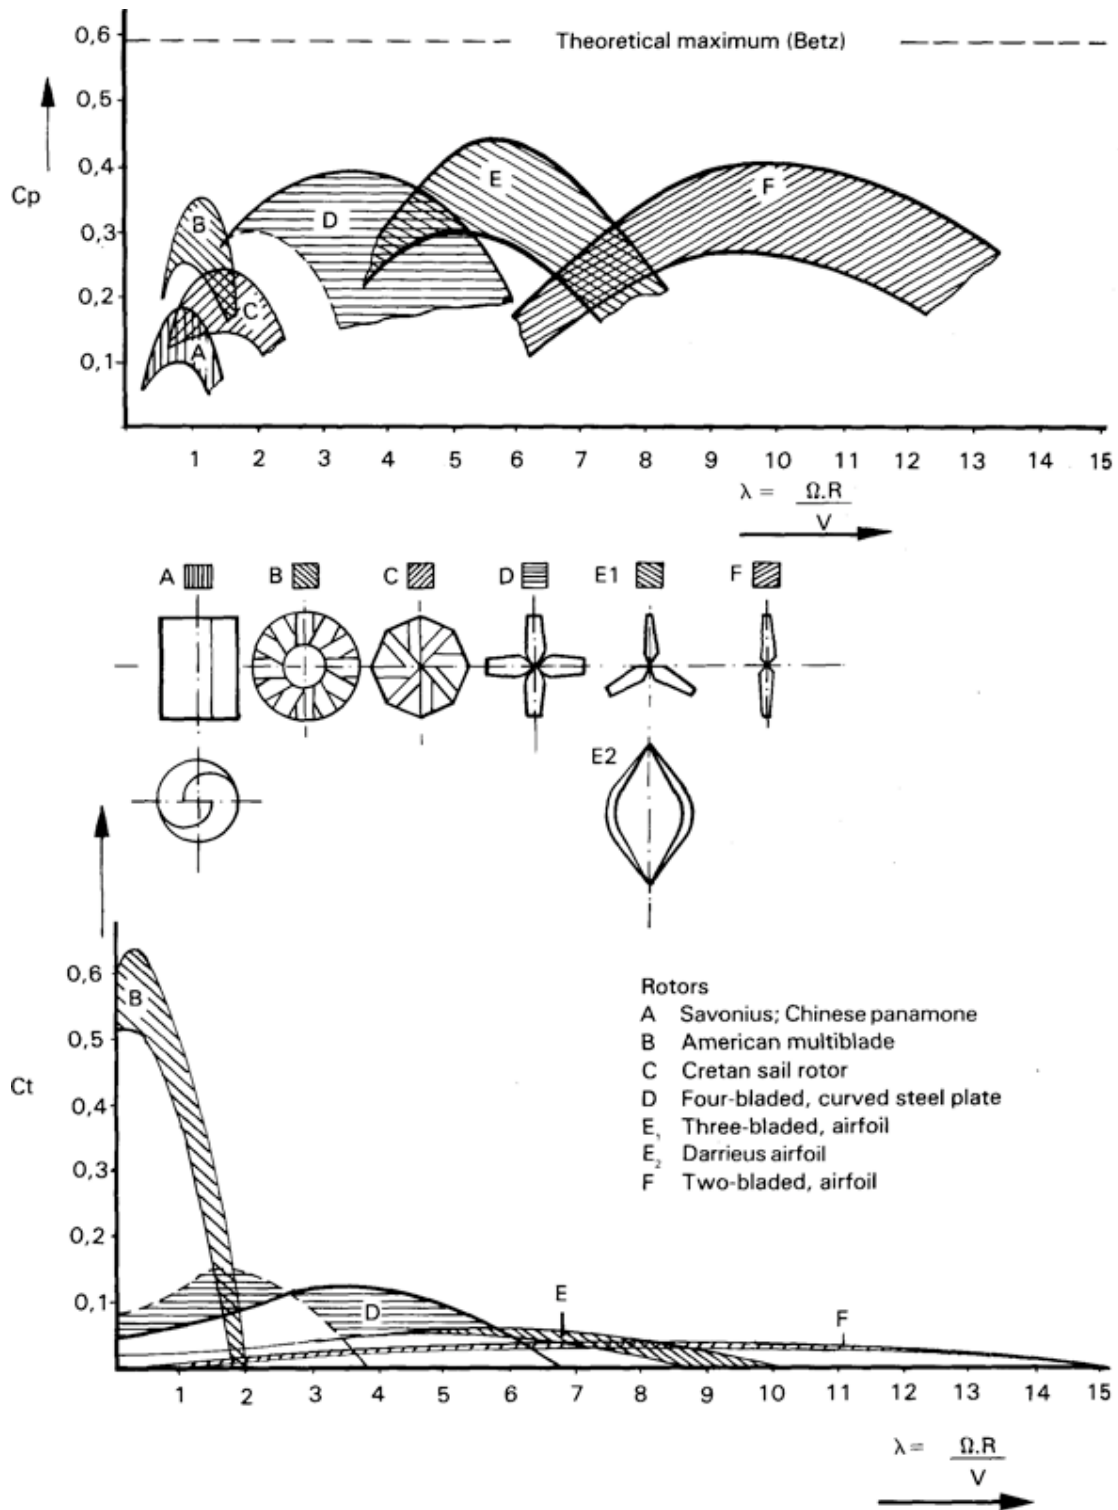 0,6
Theoretical maximum (Betz)
0,5
0,4
Cp
E
F
B
D
0,3
0,2
C
A
0,1
1 2 3 4 5 6 7 8 9 10 11 12 13 14 15
λ = Ω.R
V
A B C D E1 F
E2
0,6
B
0,5
Ct
0,4
0,3
0,2
0,1
Rotors
A Savonius; Chinese panamone
B American multiblade
C Cretan sail rotor
D Four-bladed, curved steel plate
E₁ Three-bladed, airfoil
E₂ Darrieus airfoil
F Two-bladed, airfoil
D
E
F
1 2 3 4 5 6 7 8 9 10 11 12 13 14 15
λ = Ω.R
V